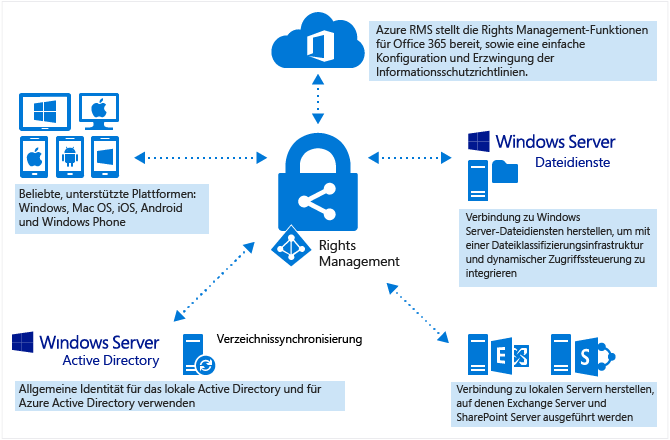 Azure RMS stellt die Rights Management-Funktionen
für Office 365 bereit, sowie eine einfache
Konfiguration und Erzwingung der
Informationsschutzrichtlinien.
Beliebte, unterstützte Plattformen:
Windows, Mac OS, iOS, Android
und Windows Phone
Windows Server
Dateidienste
Verbindung zu Windows
Server-Dateidiensten herstellen, um mit
einer Dateiklassifizierungsinfrastruktur
und dynamischer Zugriffssteuerung zu
integrieren
Rights
Management
Windows Server
Active Directory
Verzeichnissynchronisierung
Allgemeine Identität für das lokale Active Directory und für
Azure Active Directory verwenden
E
S
Verbindung zu lokalen Servern herstellen,
auf denen Exchange Server und
SharePoint Server ausgeführt werden